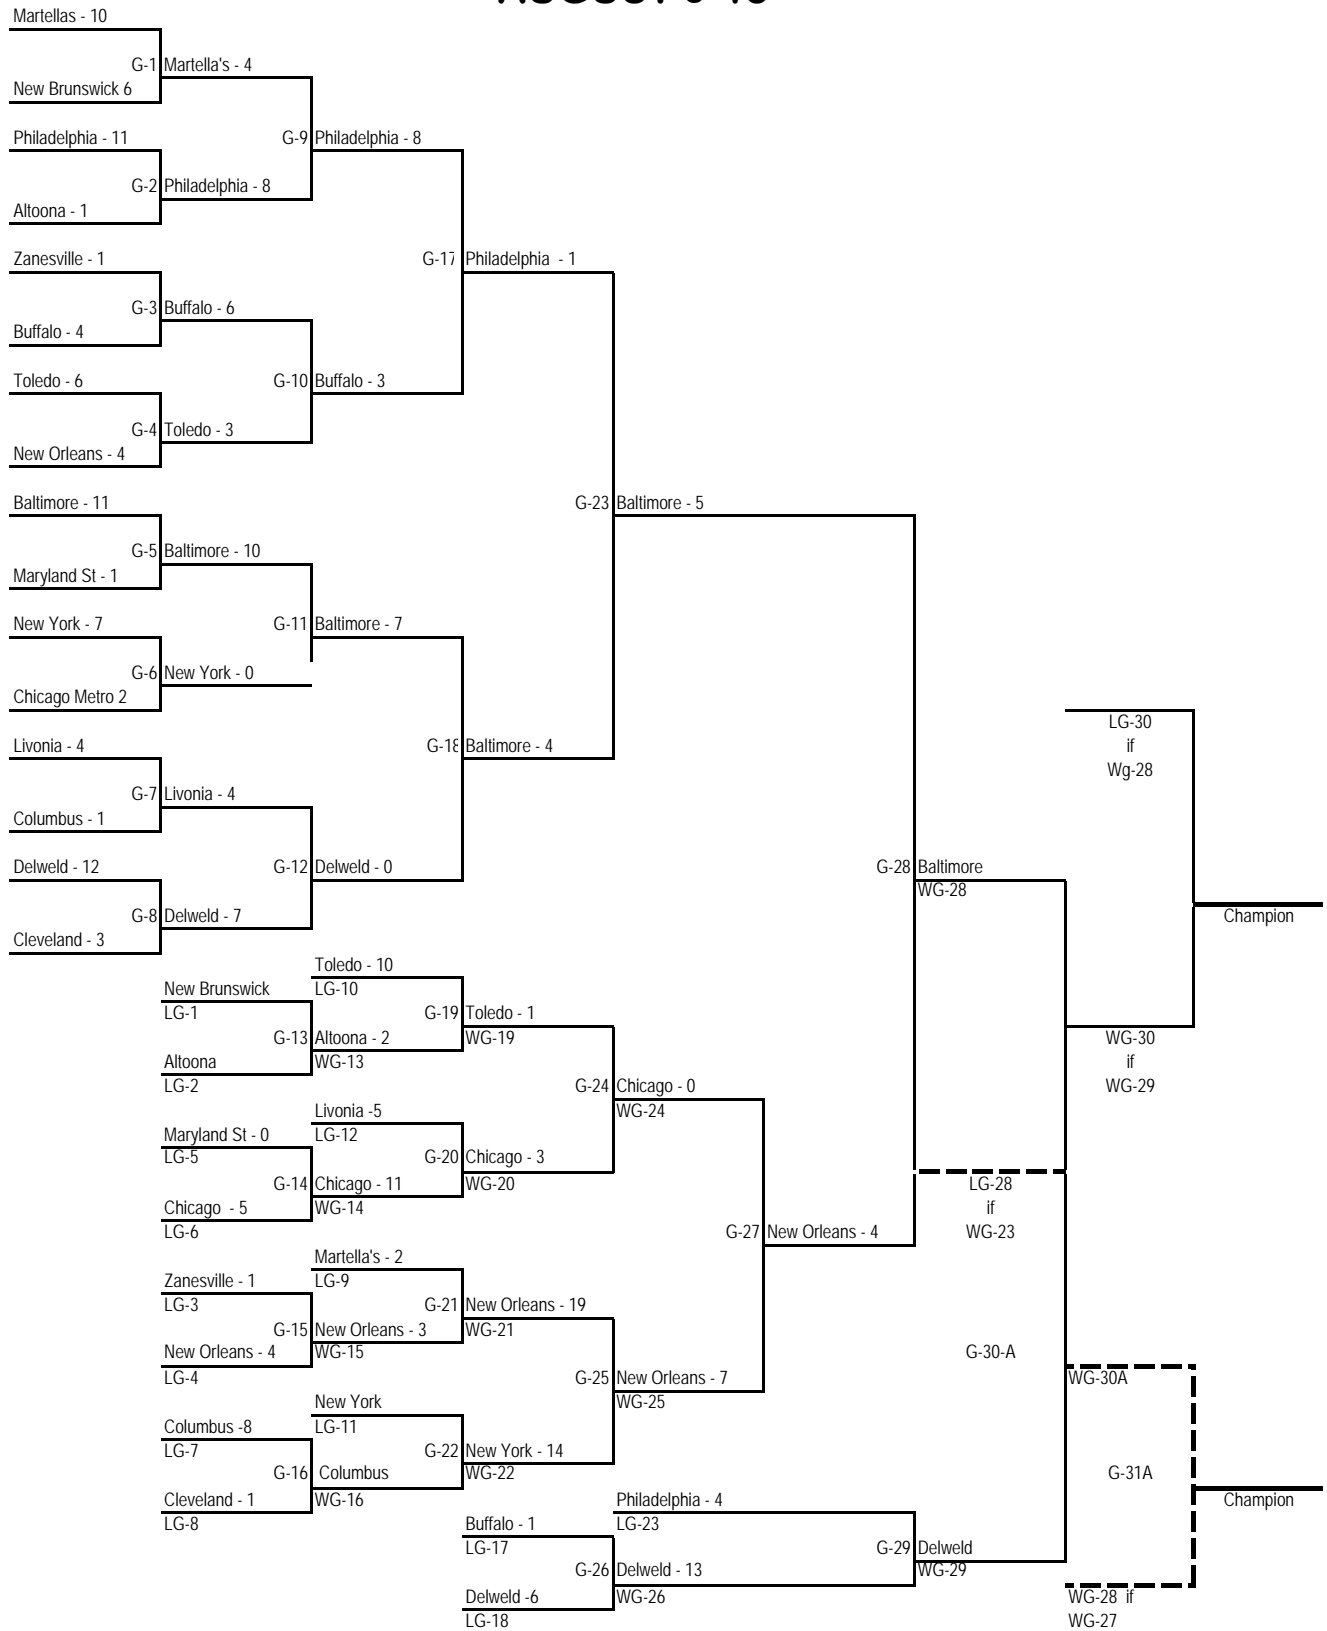 Martellas - 10
G-1 Martella's - 4
New Brunswick 6
Philadelphia - 11
G-9 Philadelphia - 8
G-2 Philadelphia - 8
Altoona - 1
Zanesville - 1
G-17 Philadelphia - 1
G-3 Buffalo - 6
Buffalo - 4
Toledo - 6
G-10 Buffalo - 3
G-4 Toledo - 3
New Orleans - 4
Baltimore - 11
G-23 Baltimore - 5
G-5 Baltimore - 10
Maryland St - 1
New York - 7
G-11 Baltimore - 7
G-6 New York - 0
Chicago Metro 2
LG-30
if
Wg-28
Livonia - 4
G-18 Baltimore - 4
G-7 Livonia - 4
Columbus - 1
Delweld - 12
G-12 Delweld - 0
G-28 Baltimore
WG-28
G-8 Delweld - 7
Champion
Cleveland - 3
Toledo - 10
LG-10
New Brunswick
LG-1
G-19 Toledo - 1
WG-19
G-13 Altoona - 2
WG-13
WG-30
if
WG-29
Altoona
LG-2
G-24 Chicago - 0
WG-24
Livonia -5
LG-12
Maryland St - 0
LG-5
G-20 Chicago - 3
WG-20
G-14 Chicago - 11
WG-14
LG-28
if
WG-23
Chicago - 5
LG-6
G-27 New Orleans - 4
Martella's - 2
LG-9
Zanesville - 1
LG-3
G-21 New Orleans - 19
WG-21
G-15 New Orleans - 3
WG-15
New Orleans - 4
LG-4
G-30-A
G-25 New Orleans - 7
WG-25
WG-30A
New York
LG-11
Columbus -8
LG-7
G-22 New York - 14
WG-22
G-16 Columbus
WG-16
G-31A
Cleveland - 1
LG-8
Philadelphia - 4
LG-23
Champion
Buffalo - 1
LG-17
G-29 Delweld
WG-29
G-26 Delweld - 13
WG-26
Delweld -6
LG-18
WG-28 if
WG-27